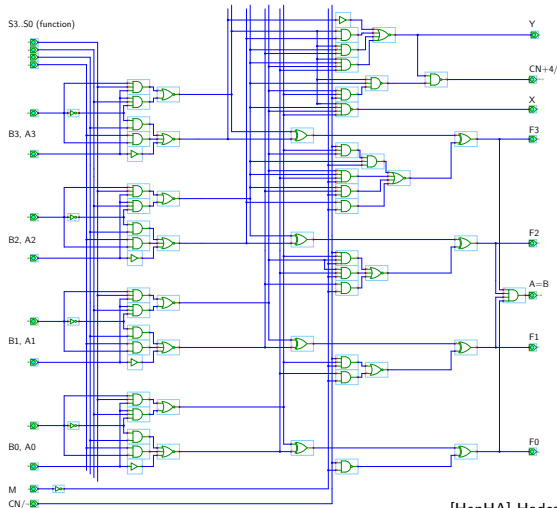 S3..S0 (function)
Y
CN+4/
X
B3, A3
F3
B2, A2
F2
A=B
B1, A1
F1
B0, A0
F0
M
CN/